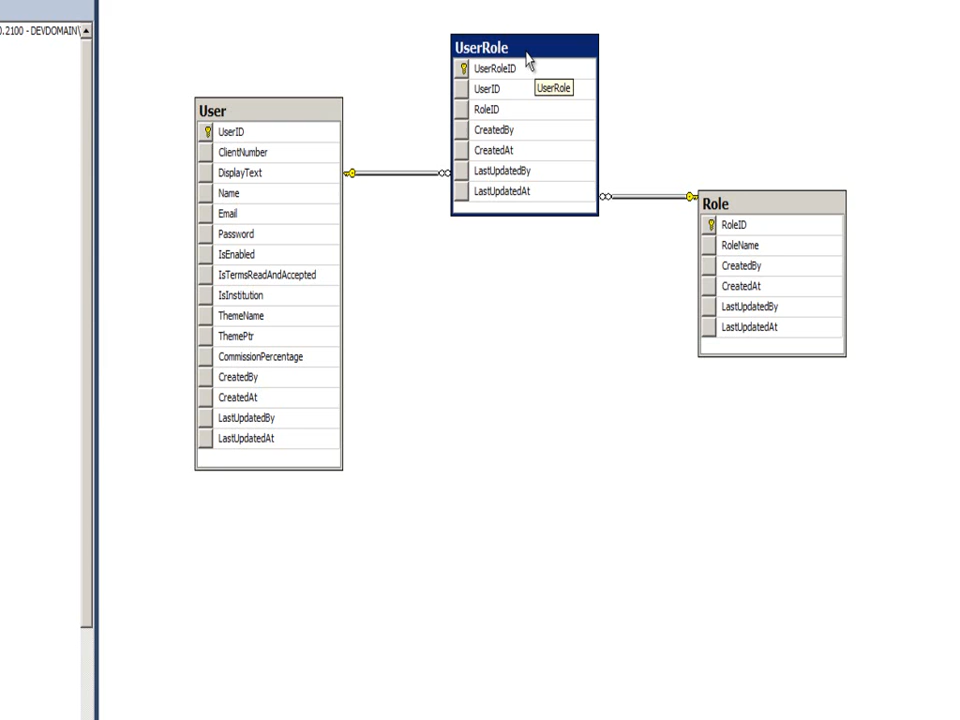 0.2100 - DEVDOMAIN\
User
UserID
ClientNumber
DisplayText
Name
Email
Password
IsEnabled
IsTermsReadAndAccepted
IsInstitution
ThemeName
ThemePtr
CommissionPercentage
CreatedBy
CreatedAt
LastUpdatedBy
LastUpdatedAt
UserRole
UserRoleID
UserID
UserRole
RoleID
CreatedBy
CreatedAt
LastUpdatedBy
LastUpdatedAt
Role
RoleID
RoleName
CreatedBy
CreatedAt
LastUpdatedBy
LastUpdatedAt